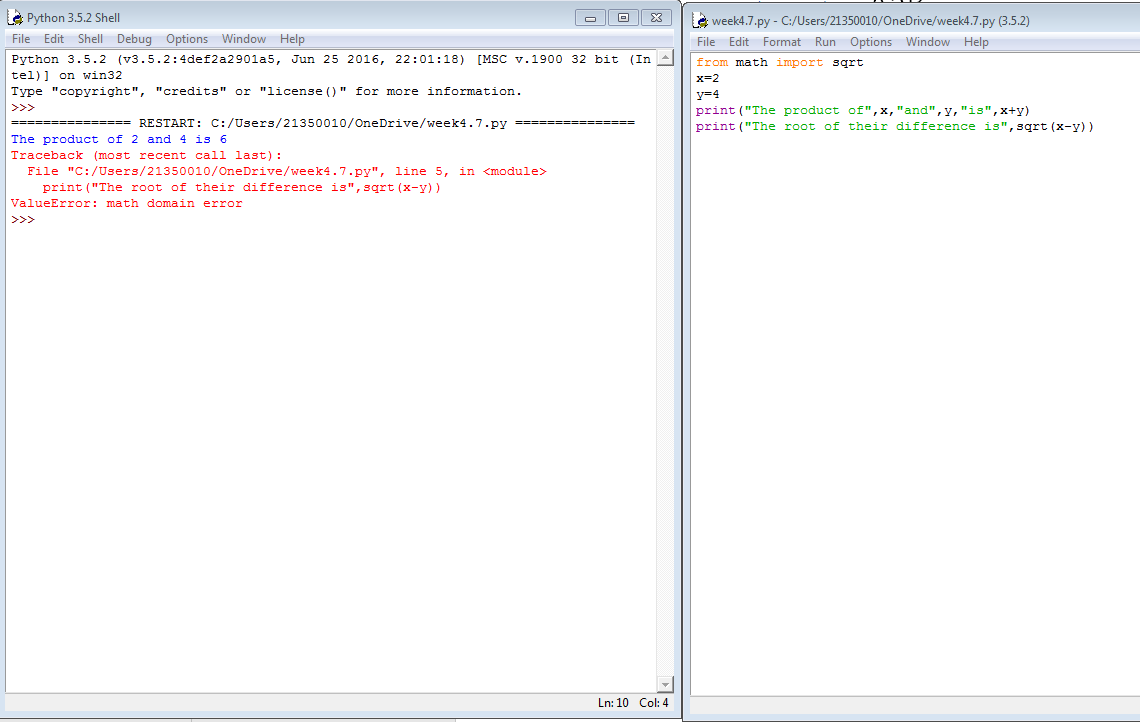 Python 3.5.2 Shell
File Edit Shell Debug Options Window Help
Python 3.5.2 (v3.5.2:4def2a2901a5, Jun 25 2016, 22:01:18) [MSC v.1900 32 bit (In
tel)] on win32
Type "copyright", "credits" or "license()" for more information.
>>>
=============== RESTART: C:/Users/21350010/OneDrive/week4.7.py ===============
The product of 2 and 4 is 6
Traceback (most recent call last):
  File "C:/Users/21350010/OneDrive/week4.7.py", line 5, in <module>
    print("The root of their difference is",sqrt(x-y))
ValueError: math domain error
>>>
Ln: 10 Col: 4
week4.7.py - C:/Users/21350010/OneDrive/week4.7.py (3.5.2)
File Edit Format Run Options Window Help
from math import sqrt
x=2
y=4
print("The product of",x,"and",y,"is",x+y)
print("The root of their difference is",sqrt(x-y))